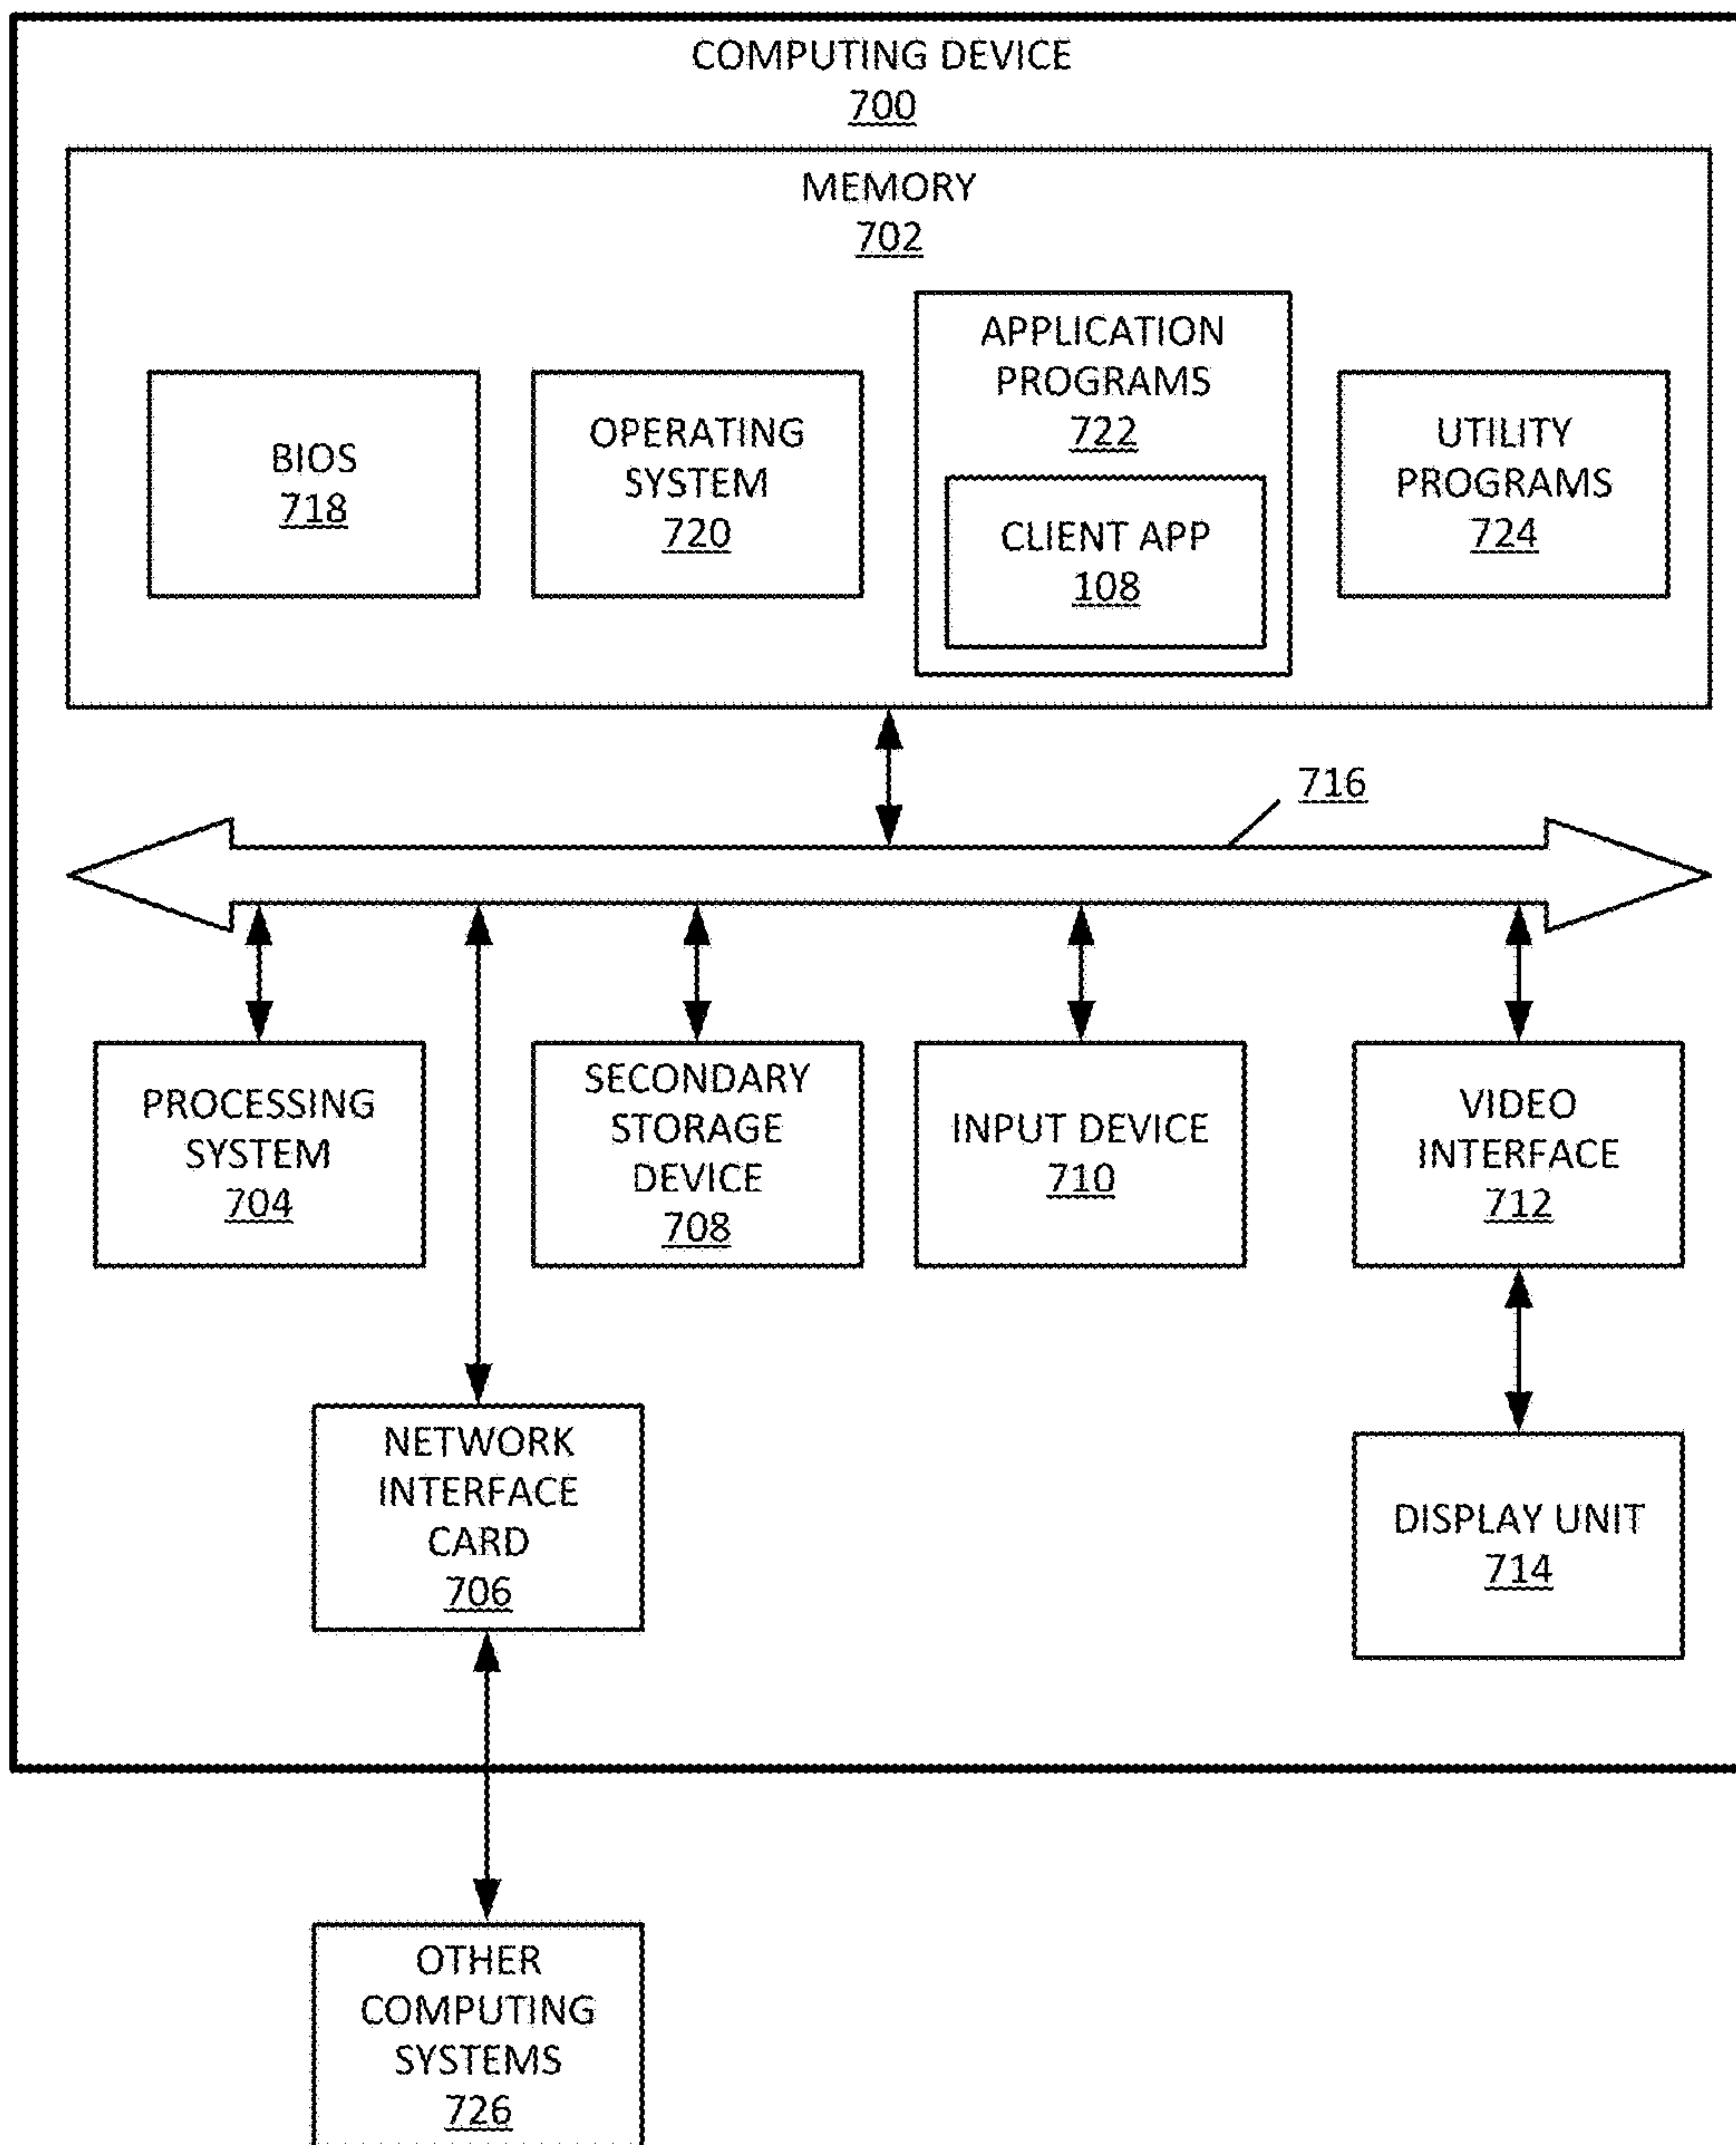 COMPUTING DEVICE
700
MEMORY
702
BIOS
718
OPERATING
SYSTEM
720
APPLICATION
PROGRAMS
722
CLIENT APP
108
UTILITY
PROGRAMS
724
716
PROCESSING
SYSTEM
704
SECONDARY
STORAGE
DEVICE
708
INPUT DEVICE
710
VIDEO
INTERFACE
712
NETWORK
INTERFACE
CARD
706
DISPLAY UNIT
714
OTHER
COMPUTING
SYSTEMS
726